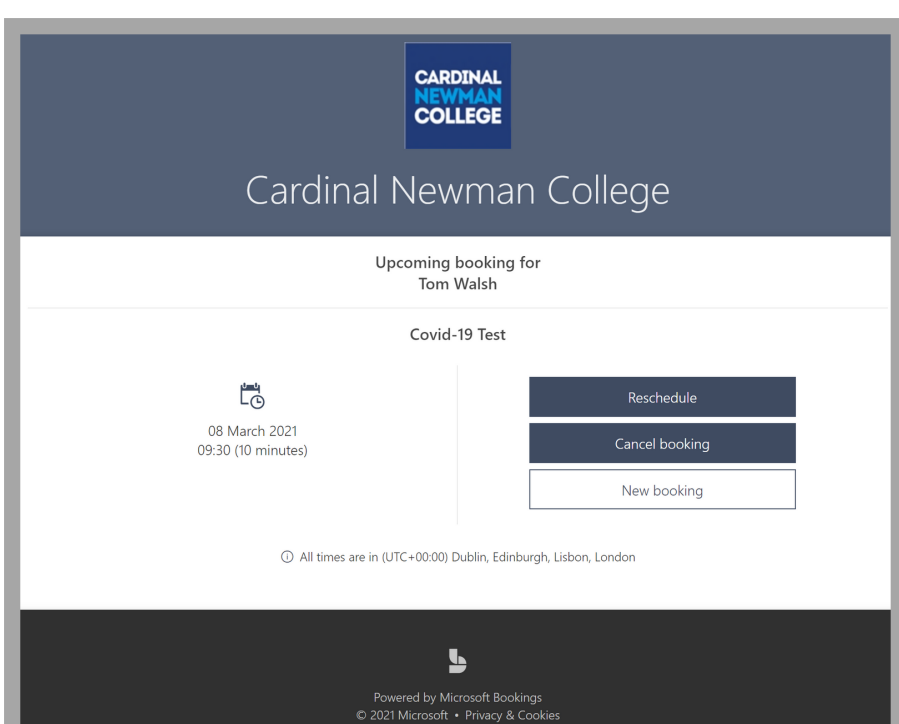 CARDINAL
NEWMAN
COLLEGE
Cardinal Newman College
Upcoming booking for
Tom Walsh
Covid-19 Test
08 March 2021
09:30 (10 minutes)
Reschedule
Cancel booking
New booking
All times are in (UTC+00:00) Dublin, Edinburgh, Lisbon, London
Powered by Microsoft Bookings
© 2021 Microsoft • Privacy & Cookies